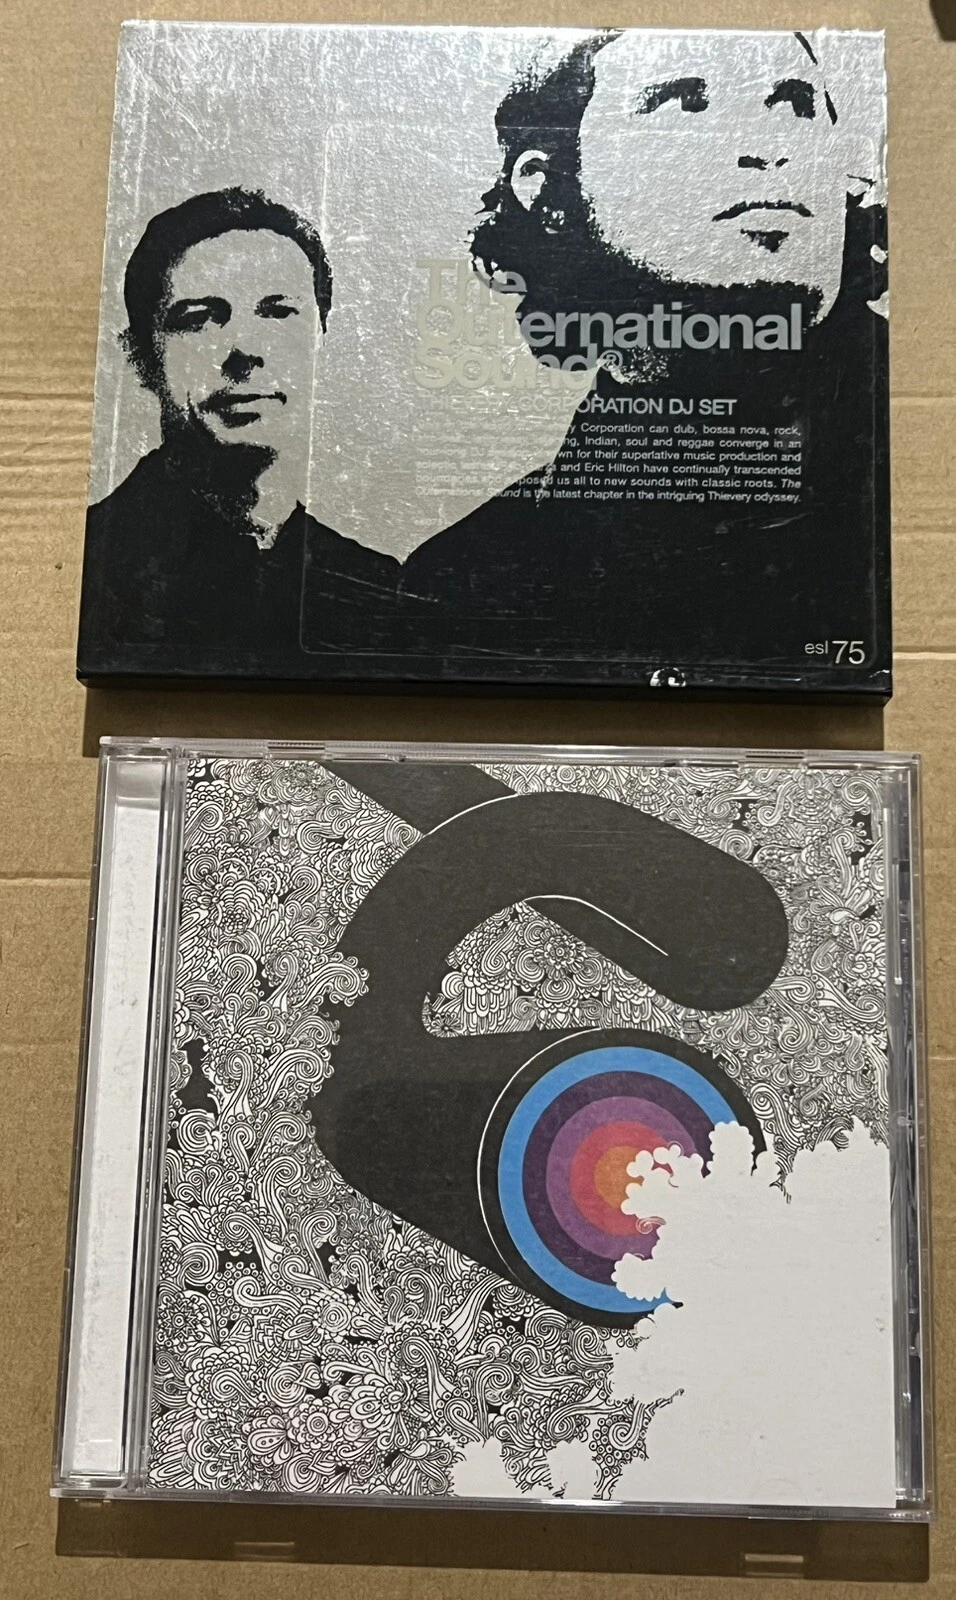 The
Outernational
Sound®
THIEVERY CORPORATION DJ SET
Corporation can dub, bossa nova, rock,
Indian, soul and reggae converge in an
for their superlative music production and
and Eric Hilton have continually transcended
us all to new sounds with classic roots. The
Outernational Sound is the latest chapter in the intriguing Thievery odyssey.
esl 75